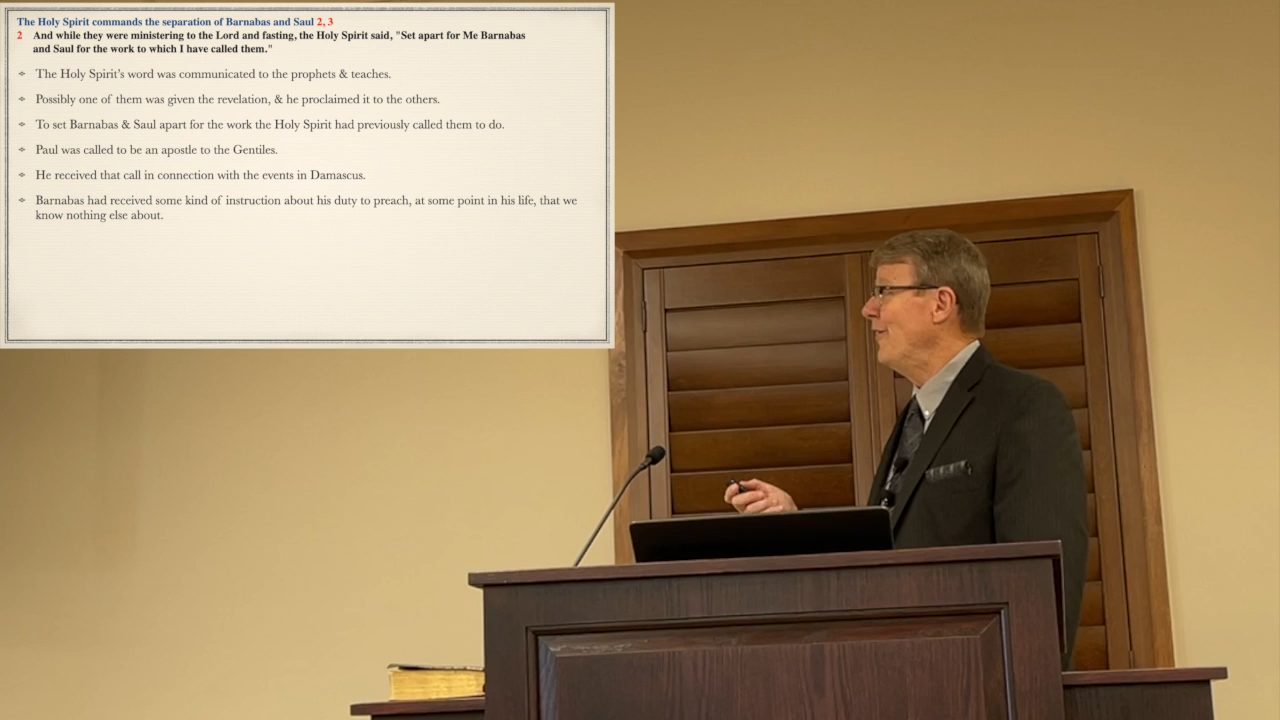 The Holy Spirit commands the separation of Barnabas and Saul 2, 3
2 And while they were ministering to the Lord and fasting, the Holy Spirit said, "Set apart for Me Barnabas
and Saul for the work to which I have called them."
The Holy Spirit's word was communicated to the prophets & teaches.
Possibly one of them was given the revelation, & he proclaimed it to the others.
To set Barnabas & Saul apart for the work the Holy Spirit had previously called them to do.
Paul was called to be an apostle to the Gentiles.
He received that call in connection with the events in Damascus.
Barnabas had received some kind of instruction about his duty to preach, at some point in his life, that we
know nothing else about.